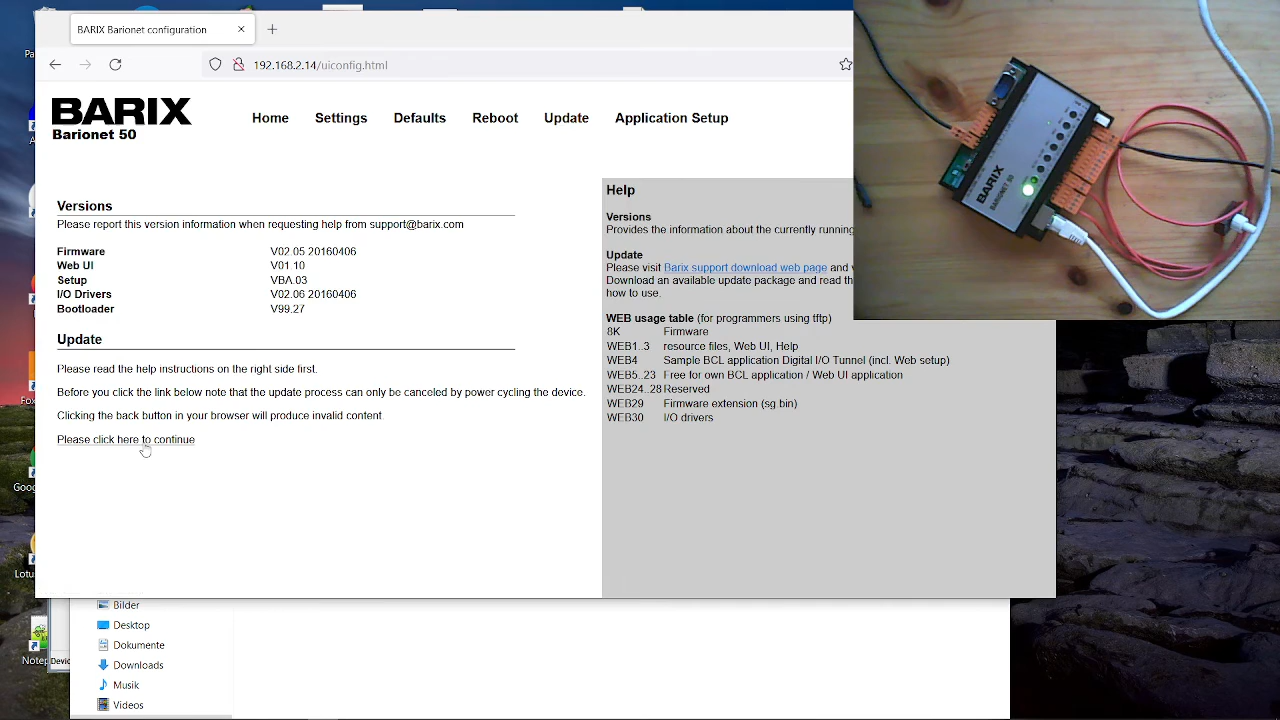 BARIX Barionet configuration
192.168.2.14/uiconfig.html
BARIX
Barionet 50
Home Settings Defaults Reboot Update Application Setup
Versions
Please report this version information when requesting help from support@barix.com
Firmware V02.05 20160406
Web UI V01.10
Setup VBA.03
I/O Drivers V02.06 20160406
Bootloader V99.27
Update
Please read the help instructions on the right side first.
Before you click the link below note that the update process can only be canceled by power cycling the device.
Clicking the back button in your browser will produce invalid content.
Please click here to continue
Help
Versions
Provides the information about the currently running
Update
Please visit Barix support download web page and
Download an available update package and read
how to use.
WEB usage table (for programmers using tftp)
8K Firmware
WEB1..3 resource files, Web UI, Help
WEB4 Sample BCL application Digital I/O Tunnel (incl. Web setup)
WEB5..23 Free for own BCL application / Web UI application
WEB24..28 Reserved
WEB29 Firmware extension (sg bin)
WEB30 I/O drivers
BARIX
BARIONET 50
Bilder
Desktop
Dokumente
Downloads
Musik
Videos